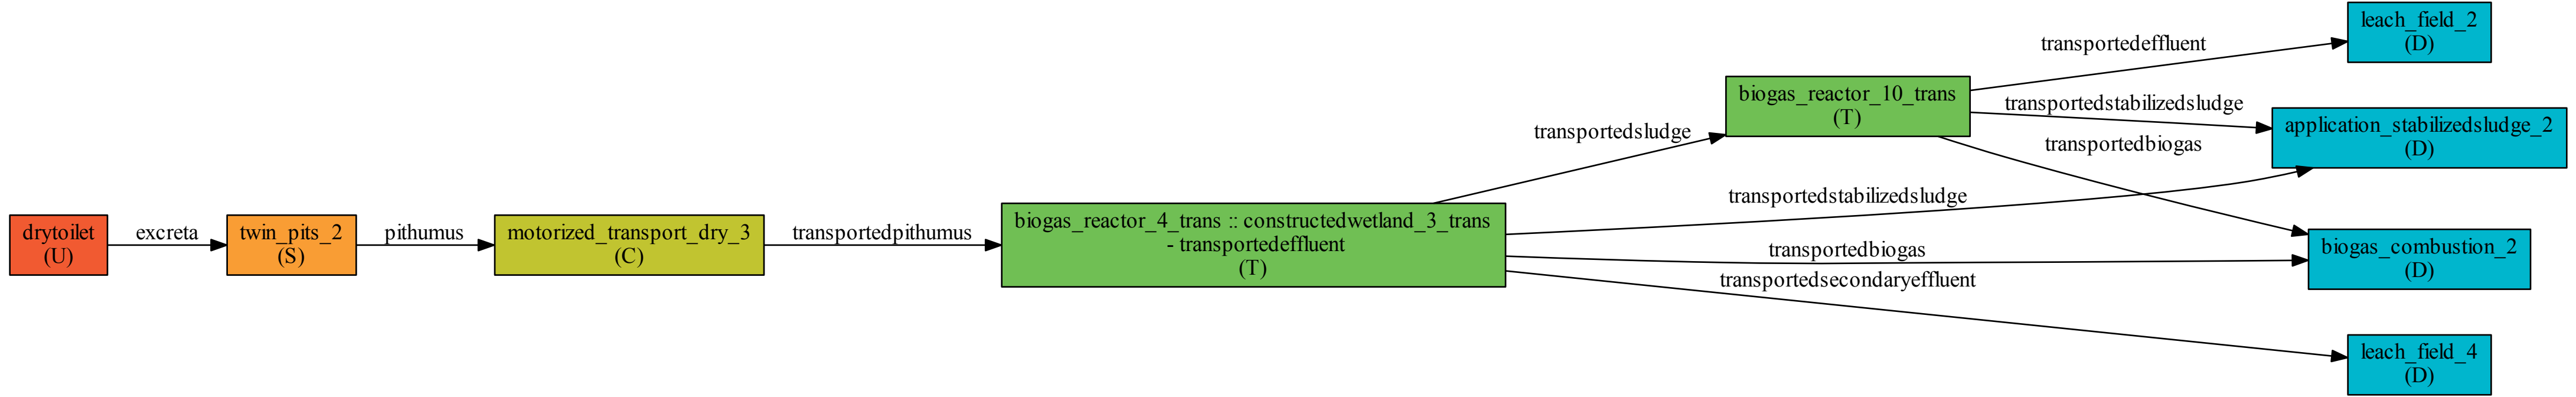 drytoilet
(U)
excreta
twin_pits_2
(S)
pithumus
motorized_transport_dry_3
(C)
transportedpithumus
biogas_reactor_4_trans :: constructedwetland_3_trans
- transportedeffluent
(T)
transportedsludge
biogas_reactor_10_trans
(T)
transportedeffluent
transportedstabilizedsludge
transportedbiogas
transportedstabilizedsludge
transportedbiogas
transportedsecondaryeffluent
leach_field_2
(D)
application_stabilizedsludge_2
(D)
biogas_combustion_2
(D)
leach_field_4
(D)